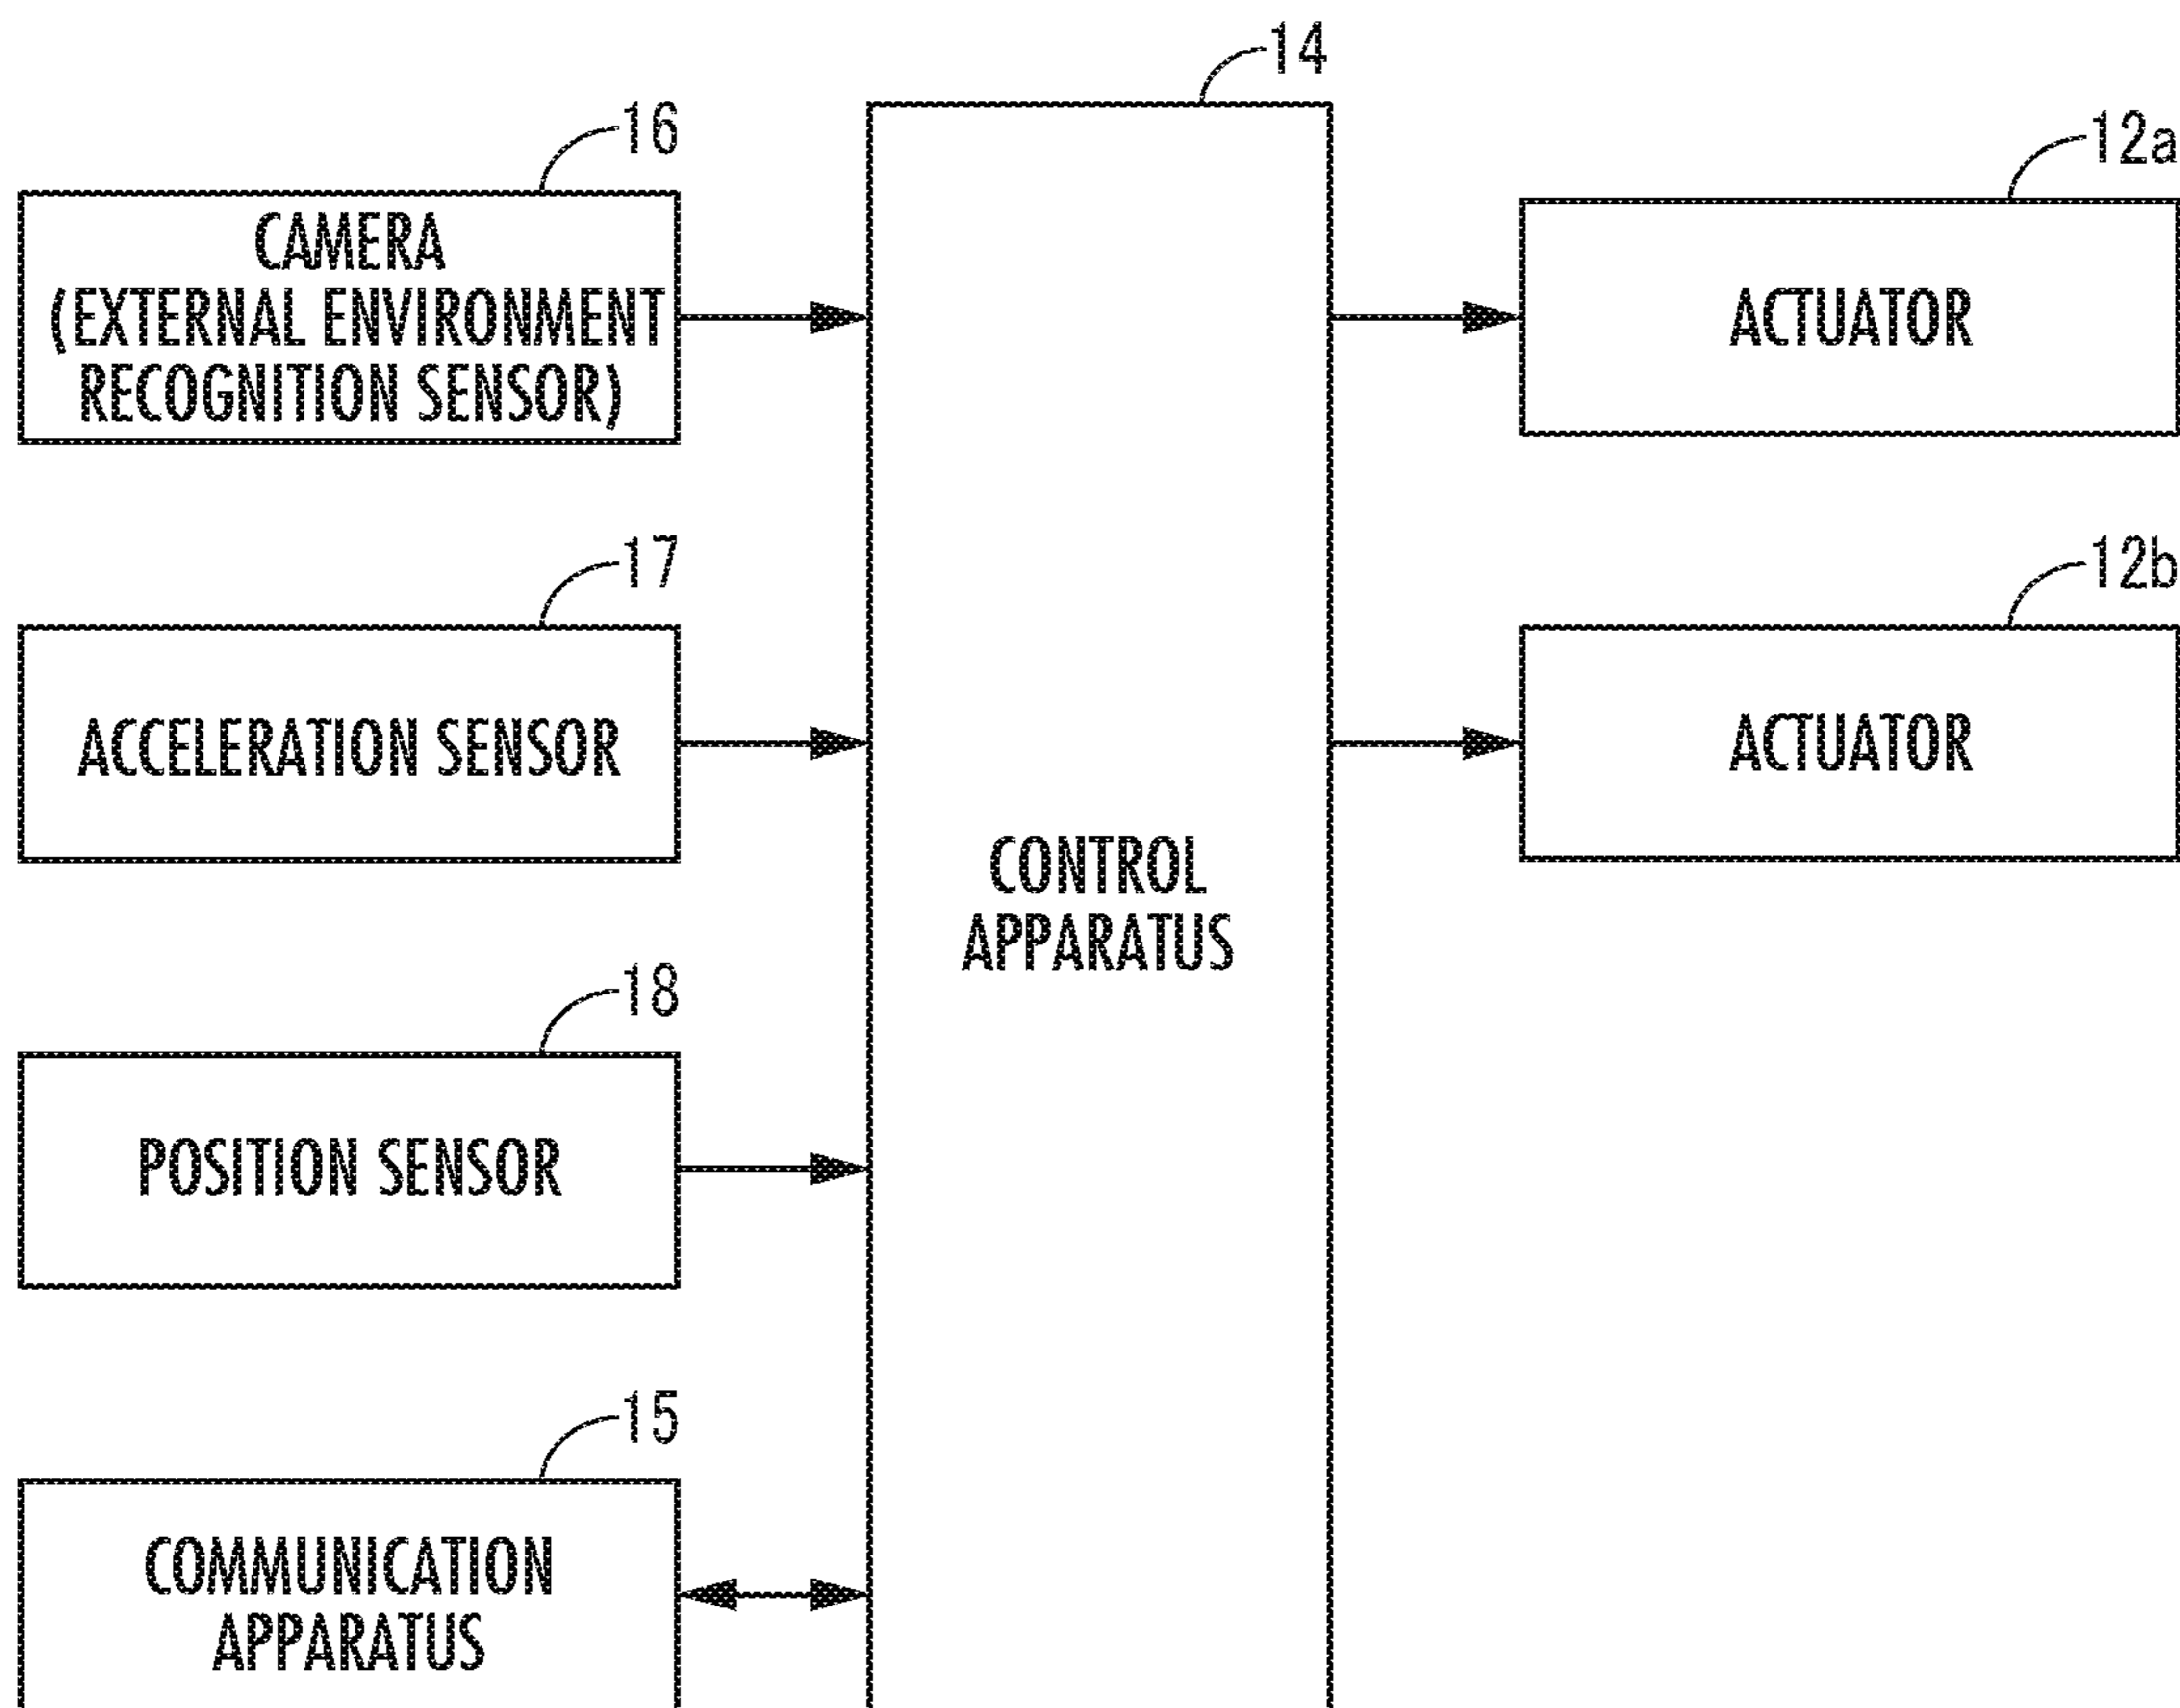 14
16
CAMERA
(EXTERNAL ENVIRONMENT
RECOGNITION SENSOR)
12a
ACTUATOR
17
ACCELERATION SENSOR
12b
ACTUATOR
CONTROL
APPARATUS
18
POSITION SENSOR
15
COMMUNICATION
APPARATUS